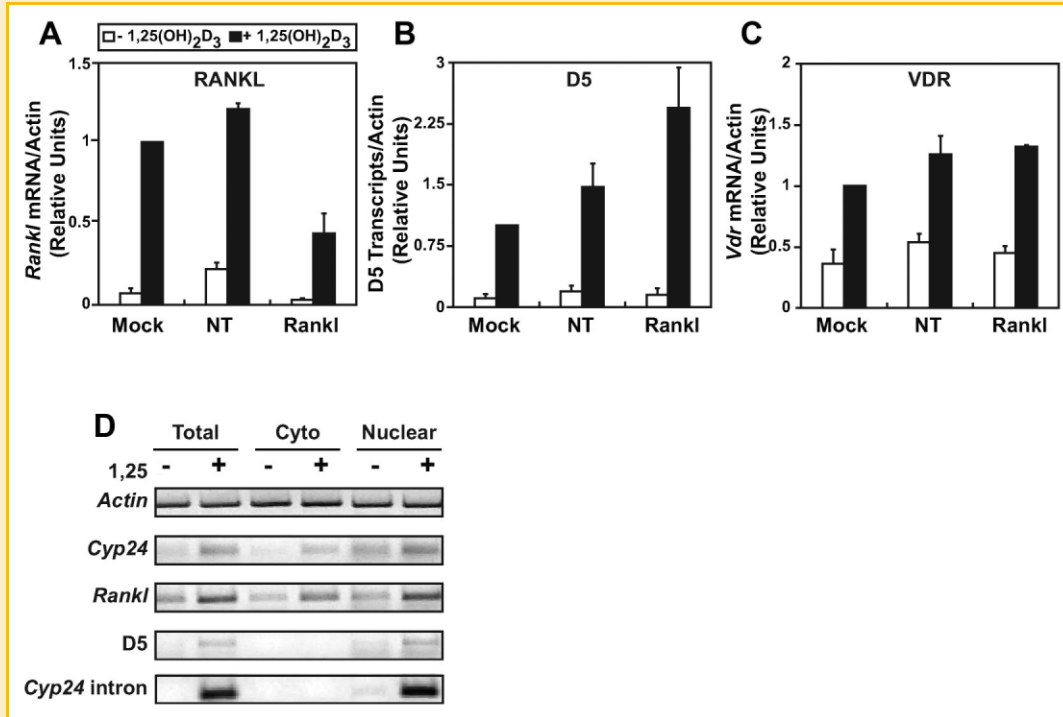 A
- 1,25(OH)2D3 + 1,25(OH)2D3
RANKL
Rankl mRNA/Actin
(Relative Units)
1.5
1
0.5
0
Mock NT Rankl
B
D5
D5 Transcripts/Actin
(Relative Units)
3
2.25
1.5
0.75
0
Mock NT Rankl
C
VDR
Vdr mRNA/Actin
(Relative Units)
2
1.5
1
0.5
0
Mock NT Rankl
D
Total Cyto Nuclear
1,25 - + - + - +
Actin
Cyp24
Rankl
D5
Cyp24 intron